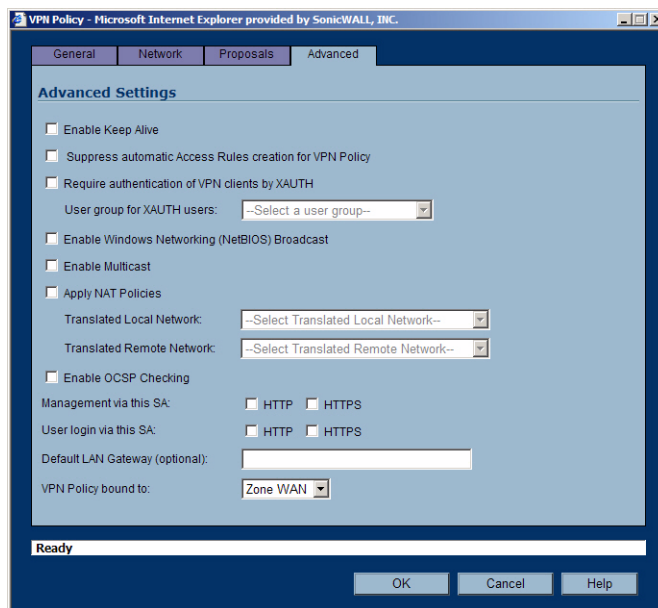 VPN Policy - Microsoft Internet Explorer provided by SonicWALL, INC.
General Network Proposals Advanced
Advanced Settings
Enable Keep Alive
Suppress automatic Access Rules creation for VPN Policy
Require authentication of VPN clients by XAUTH
User group for XAUTH users: --Select a user group--
Enable Windows Networking (NetBIOS) Broadcast
Enable Multicast
Apply NAT Policies
Translated Local Network: --Select Translated Local Network--
Translated Remote Network: --Select Translated Remote Network--
Enable OCSP Checking
Management via this SA: HTTP HTTPS
User login via this SA: HTTP HTTPS
Default LAN Gateway (optional):
VPN Policy bound to: Zone WAN
Ready
OK Cancel Help